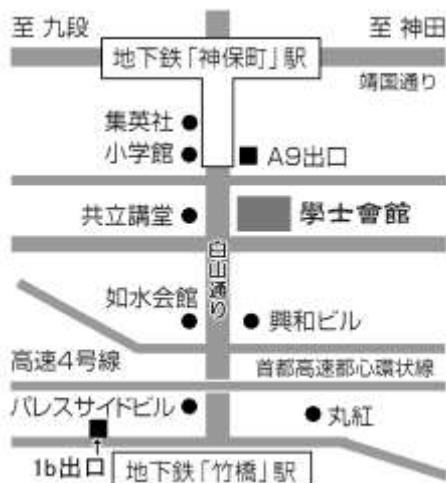 至 九段
至 神田
地下鉄「神保町」駅
靖国通り
集英社
小学館
A9出口
共立講堂
學士會館
白山通り
如水会館
興和ビル
高速4号線
首都高速都心環状線
パレスサイドビル
丸紅
1b出口
地下鉄「竹橋」駅